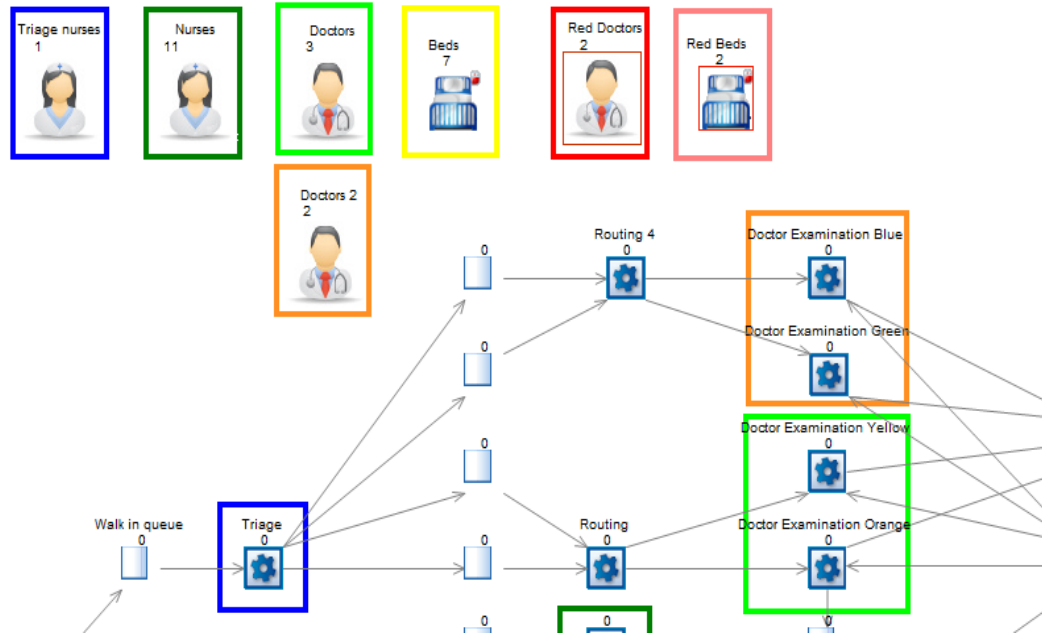 Triage nurses
1
Nurses
11
Doctors
3
Beds
7
Red Doctors
2
Red Beds
2
Doctors 2
2
0
Routing 4
0
Doctor Examination Blue
0
Doctor Examination Green
0
0
Doctor Examination Yellow
0
0
Walk in queue
0
Triage
0
0
Routing
0
Doctor Examination Orange
0
0
0
0